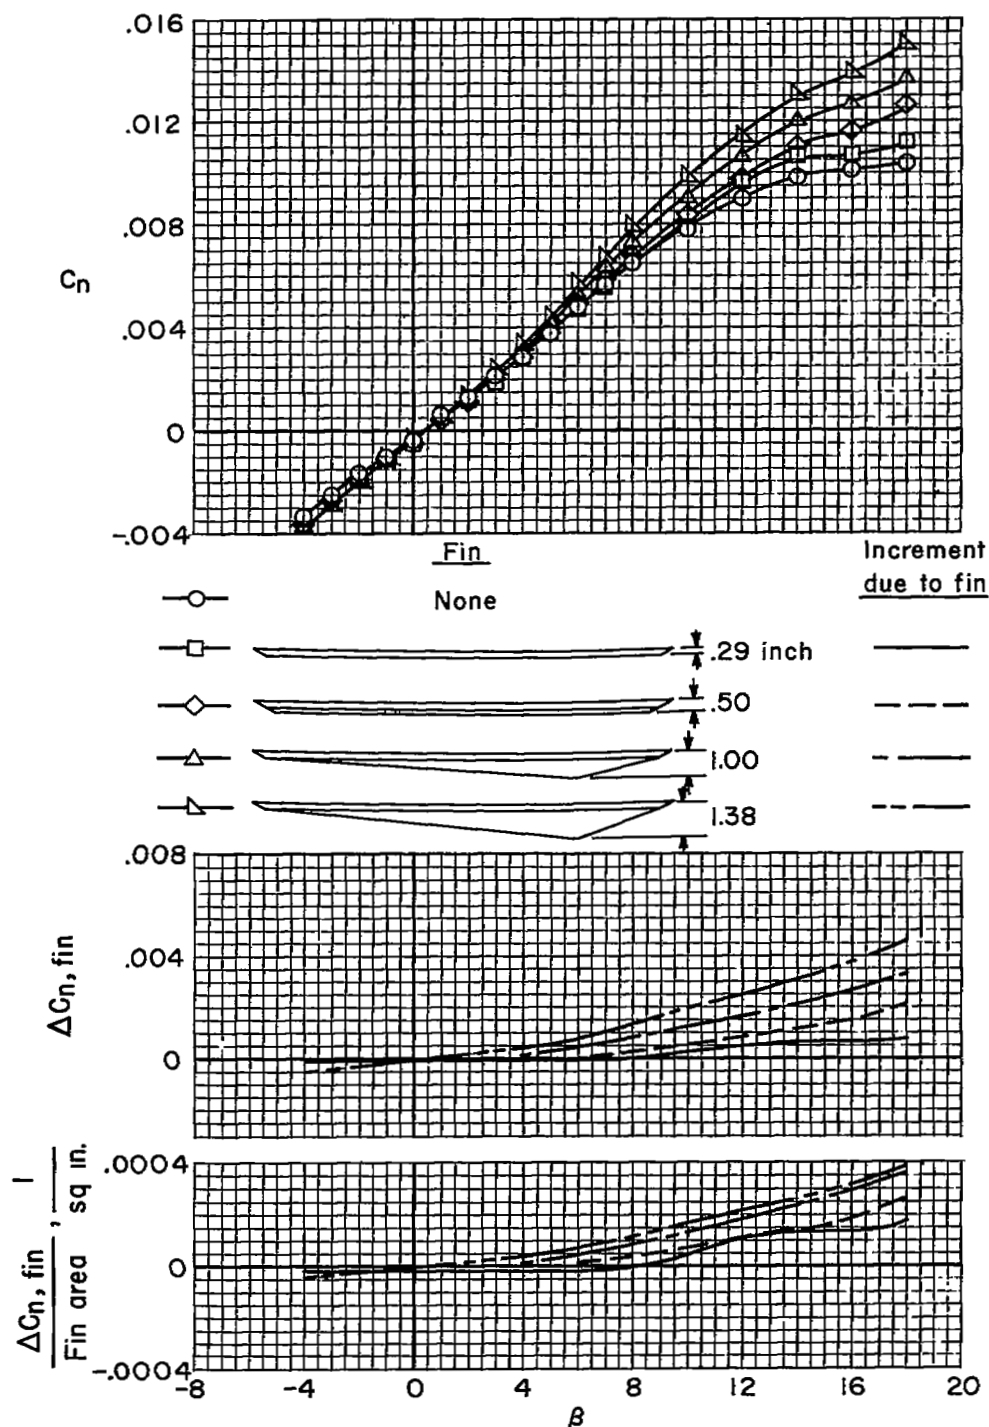 .016
.012
.008
Cn
.004
0
-.004
Fin
Increment
due to fin
None
.29 inch
.50
1.00
1.38
.008
.004
ΔCn, fin
0
.0004
ΔCn, fin / Fin area, 1 / sq in.
0
-.0004
-8 -4 0 4 8 12 16 20
β